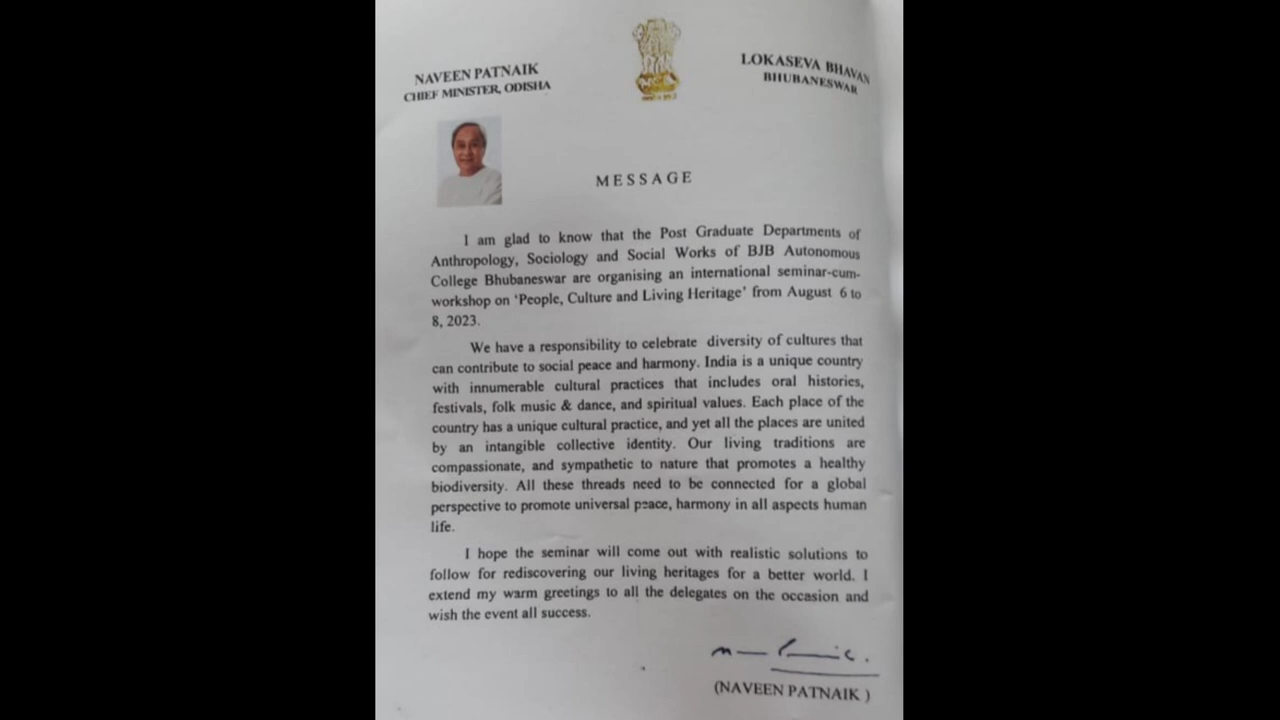 NAVEEN PATNAIK
CHIEF MINISTER, ODISHA
LOKASEVA BHAVAN
BHUBANESWAR
MESSAGE
I am glad to know that the Post Graduate Departments of
Anthropology, Sociology and Social Works of BJB Autonomous
College Bhubaneswar are organising an international seminar-cum-
workshop on ‘People, Culture and Living Heritage’ from August 6 to
8, 2023.
We have a responsibility to celebrate diversity of cultures that
can contribute to social peace and harmony. India is a unique country
with innumerable cultural practices that includes oral histories,
festivals, folk music & dance, and spiritual values. Each place of the
country has a unique cultural practice, and yet all the places are united
by an intangible collective identity. Our living traditions are
compassionate, and sympathetic to nature that promotes a healthy
biodiversity. All these threads need to be connected for a global
perspective to promote universal peace, harmony in all aspects human
life.
I hope the seminar will come out with realistic solutions to
follow for rediscovering our living heritages for a better world. I
extend my warm greetings to all the delegates on the occasion and
wish the event all success.
(NAVEEN PATNAIK )